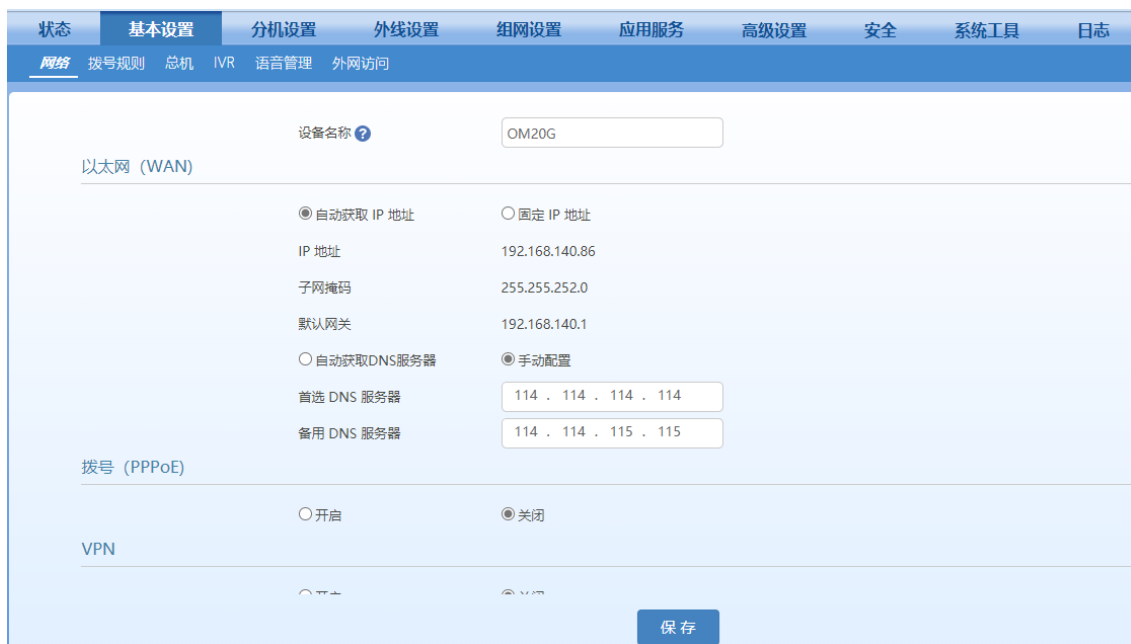 状态 基本设置 分机设置 外线设置 组网设置 应用服务 高级设置 安全 系统工具 日志
网络 拨号规则 总机 IVR 语音管理 外网访问
设备名称 ? OM20G
以太网 (WAN)
自动获取 IP 地址 固定 IP 地址
IP 地址 192.168.140.86
子网掩码 255.255.252.0
默认网关 192.168.140.1
自动获取DNS服务器 手动配置
首选 DNS 服务器 114 . 114 . 114 . 114
备用 DNS 服务器 114 . 114 . 115 . 115
拨号 (PPPoE)
开启 关闭
VPN
保 存